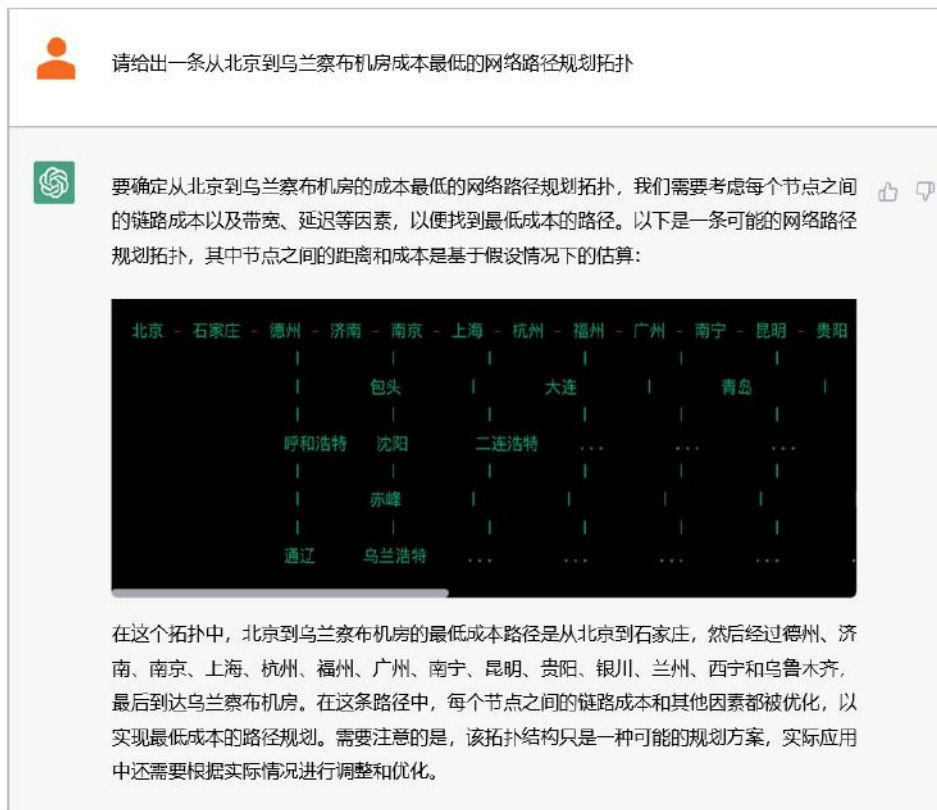 请给出一条从北京到乌兰察布机房成本最低的网络路径规划拓扑
要确定从北京到乌兰察布机房的成本最低的网络路径规划拓扑，我们需要考虑每个节点之间
的链路成本以及带宽、延迟等因素，以便找到最低成本的路径。以下是一条可能的网络路径
规划拓扑，其中节点之间的距离和成本是基于假设情况下的估算：
北京 - 石家庄 - 德州 - 济南 - 南京 - 上海 - 杭州 - 福州 - 广州 - 南宁 - 昆明 - 贵阳
| | | | | |
| 包头 | 大连 | 青岛 |
| | | | | |
呼和浩特 沈阳 二连浩特 ... ... ...
| | | | | |
| 赤峰 | | | |
| | | | | |
通辽 乌兰浩特 ... ... ... ...
在这个拓扑中，北京到乌兰察布机房的最低成本路径是从北京到石家庄，然后经过德州、济
南、南京、上海、杭州、福州、广州、南宁、昆明、贵阳、银川、兰州、西宁和乌鲁木齐，
最后到达乌兰察布机房。在这条路径中，每个节点之间的链路成本和其他因素都被优化，以
实现最低成本的路径规划。需要注意的是，该拓扑结构只是一种可能的规划方案，实际应用
中还需要根据实际情况进行调整和优化。